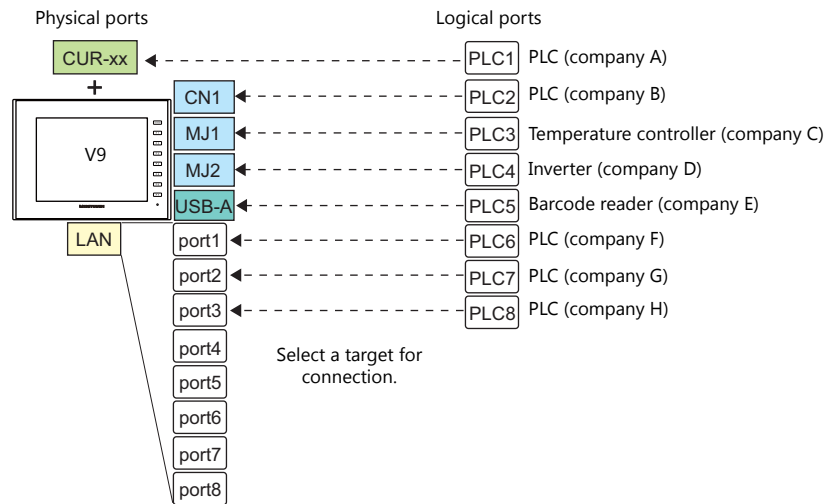 Physical ports
Logical ports
CUR-xx
PLC1 PLC (company A)
+
CN1
PLC2 PLC (company B)
V9
MJ1
PLC3 Temperature controller (company C)
MJ2
PLC4 Inverter (company D)
USB-A
PLC5 Barcode reader (company E)
LAN
port1
PLC6 PLC (company F)
port2
PLC7 PLC (company G)
port3
PLC8 PLC (company H)
port4
Select a target for
connection.
port5
port6
port7
port8